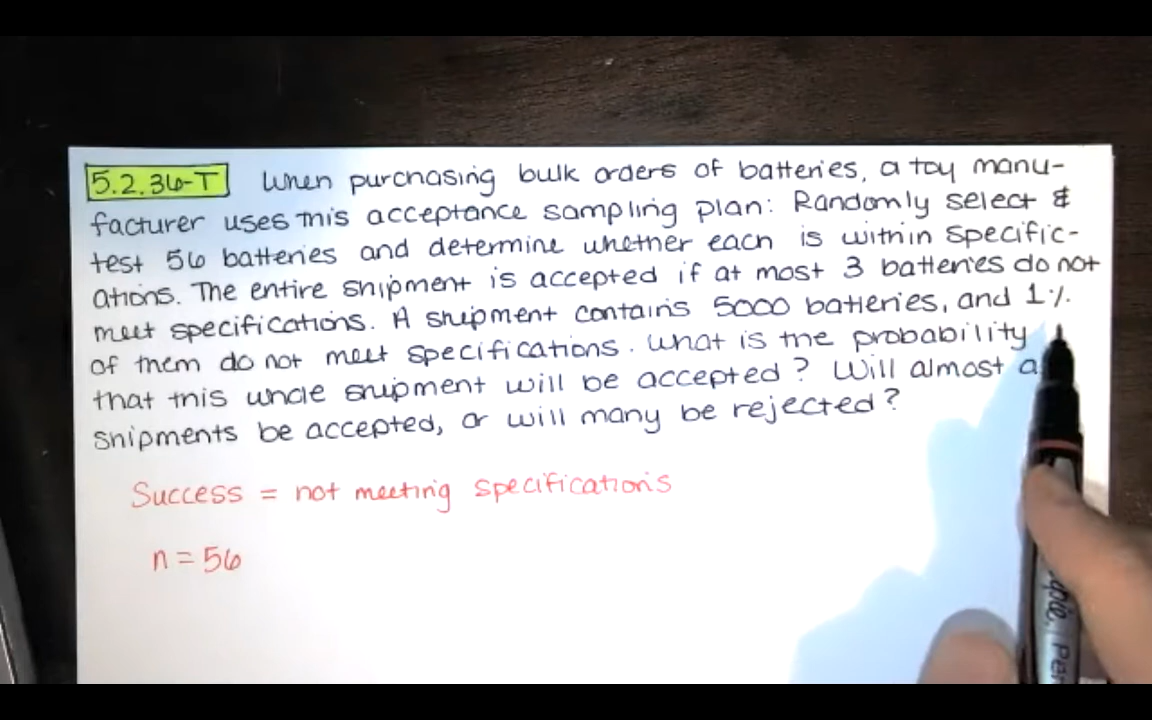 5.2.36-T When purchasing bulk orders of batteries, a toy manu-
facturer uses this acceptance sampling plan: Randomly select &
test 56 batteries and determine whether each is within specific-
ations. The entire shipment is accepted if at most 3 batteries do not
meet specifications. A shipment contains 5000 batteries, and 1%
of them do not meet specifications. What is the probability
that this whole shipment will be accepted? Will almost a
shipments be accepted, or will many be rejected?
Success = not meeting specifications
n = 56